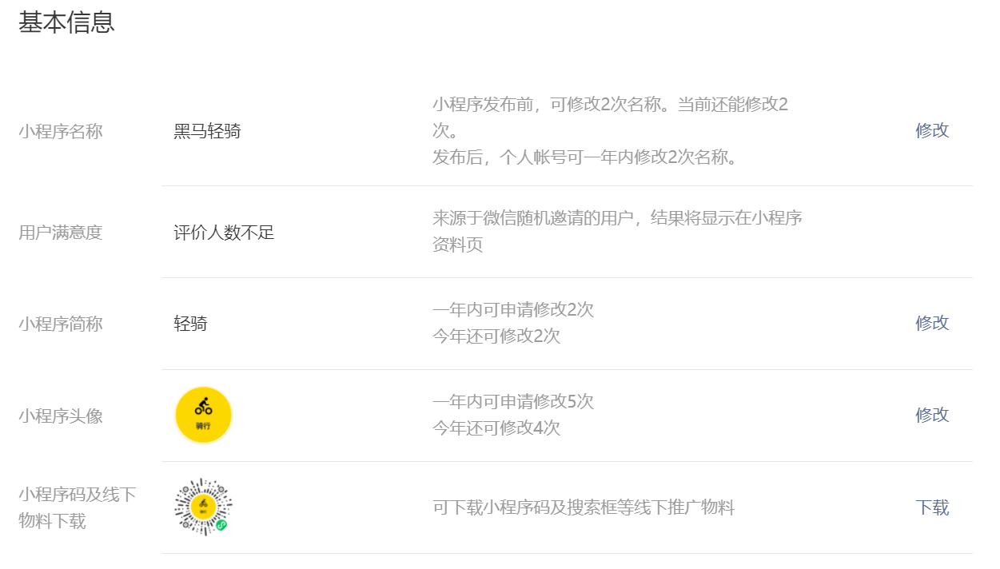 基本信息
小程序名称
黑马轻骑
小程序发布前，可修改2次名称。当前还能修改2
次。
发布后，个人帐号可一年内修改2次名称。
修改
用户满意度
评价人数不足
来源于微信随机邀请的用户，结果将显示在小程序
资料页
小程序简称
轻骑
一年内可申请修改2次
今年还可修改2次
修改
小程序头像
骑行
一年内可申请修改5次
今年还可修改4次
修改
小程序码及线下
物料下载
可下载小程序码及搜索框等线下推广物料
下载